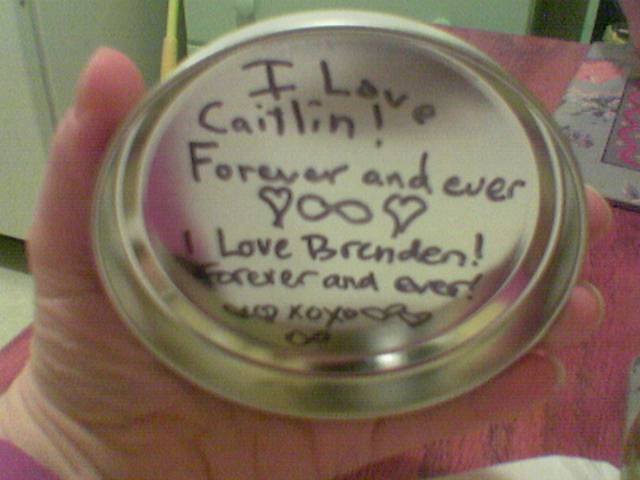 I Love
Caitlin!
Forever and ever
♡∞♡
I Love Brenden!
Forever and ever!
xoxo